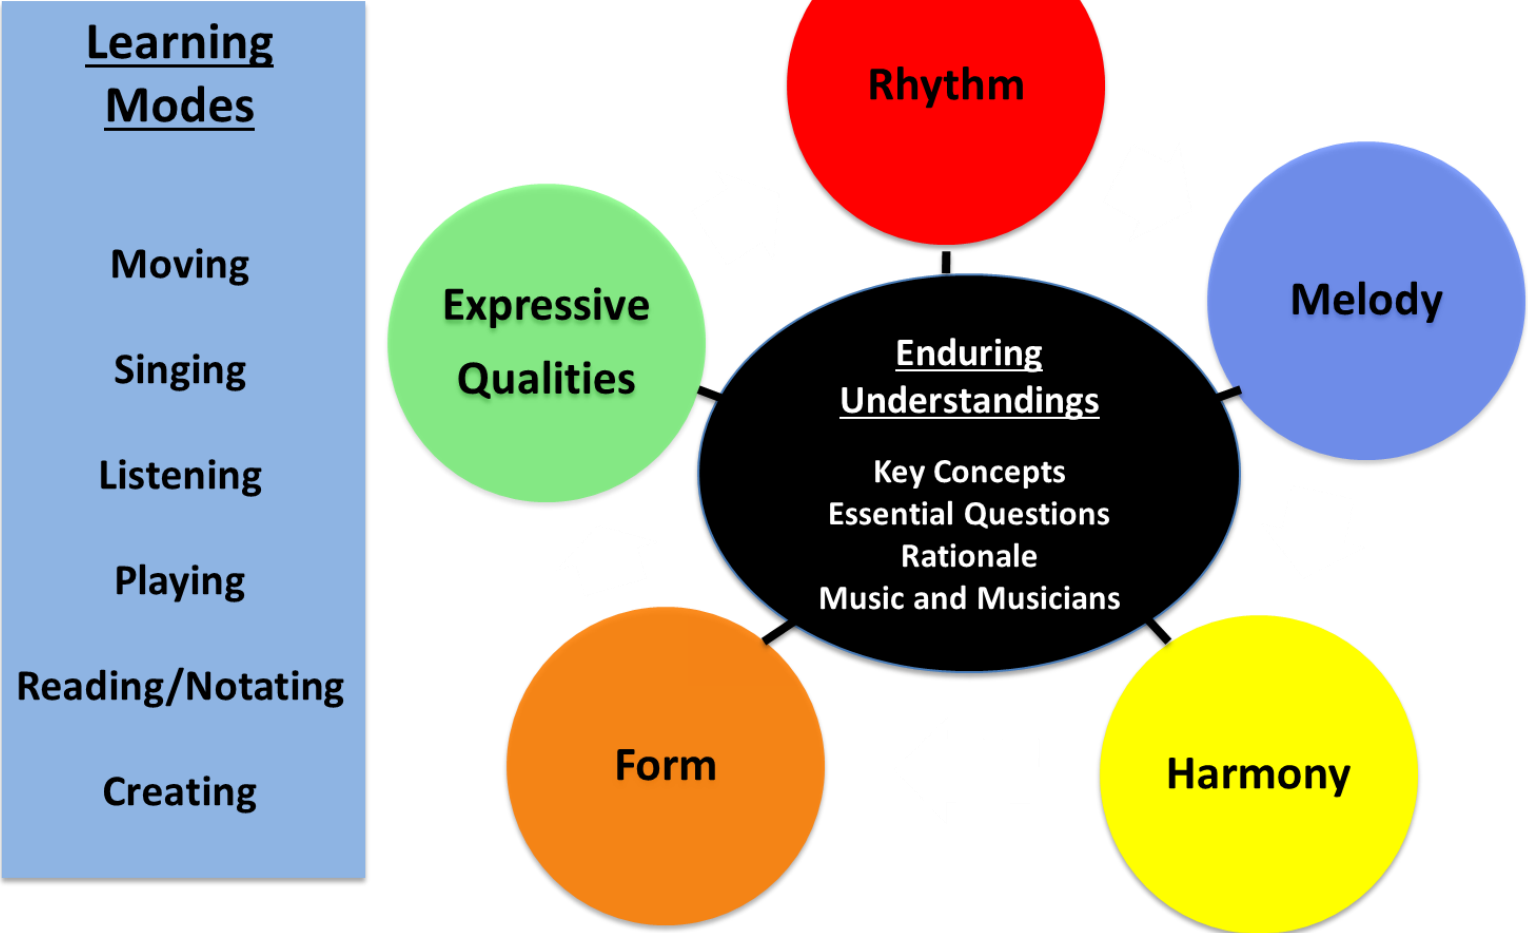 Learning
Modes
Moving
Singing
Listening
Playing
Reading/Notating
Creating
Rhythm
Melody
Expressive
Qualities
Enduring
Understandings
Key Concepts
Essential Questions
Rationale
Music and Musicians
Form
Harmony